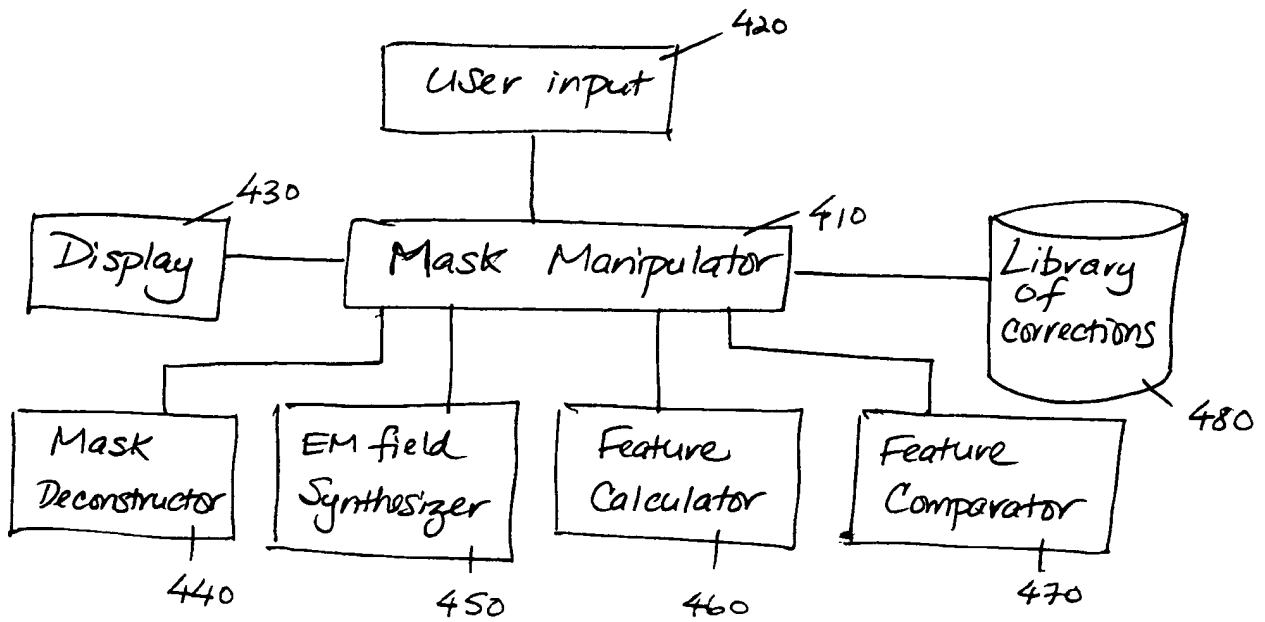 420
User input
430
410
Display
Mask Manipulator
Library
of
corrections
480
Mask
Deconstructor
EM field
Synthesizer
Feature
Calculator
Feature
Comparator
440
450
460
470